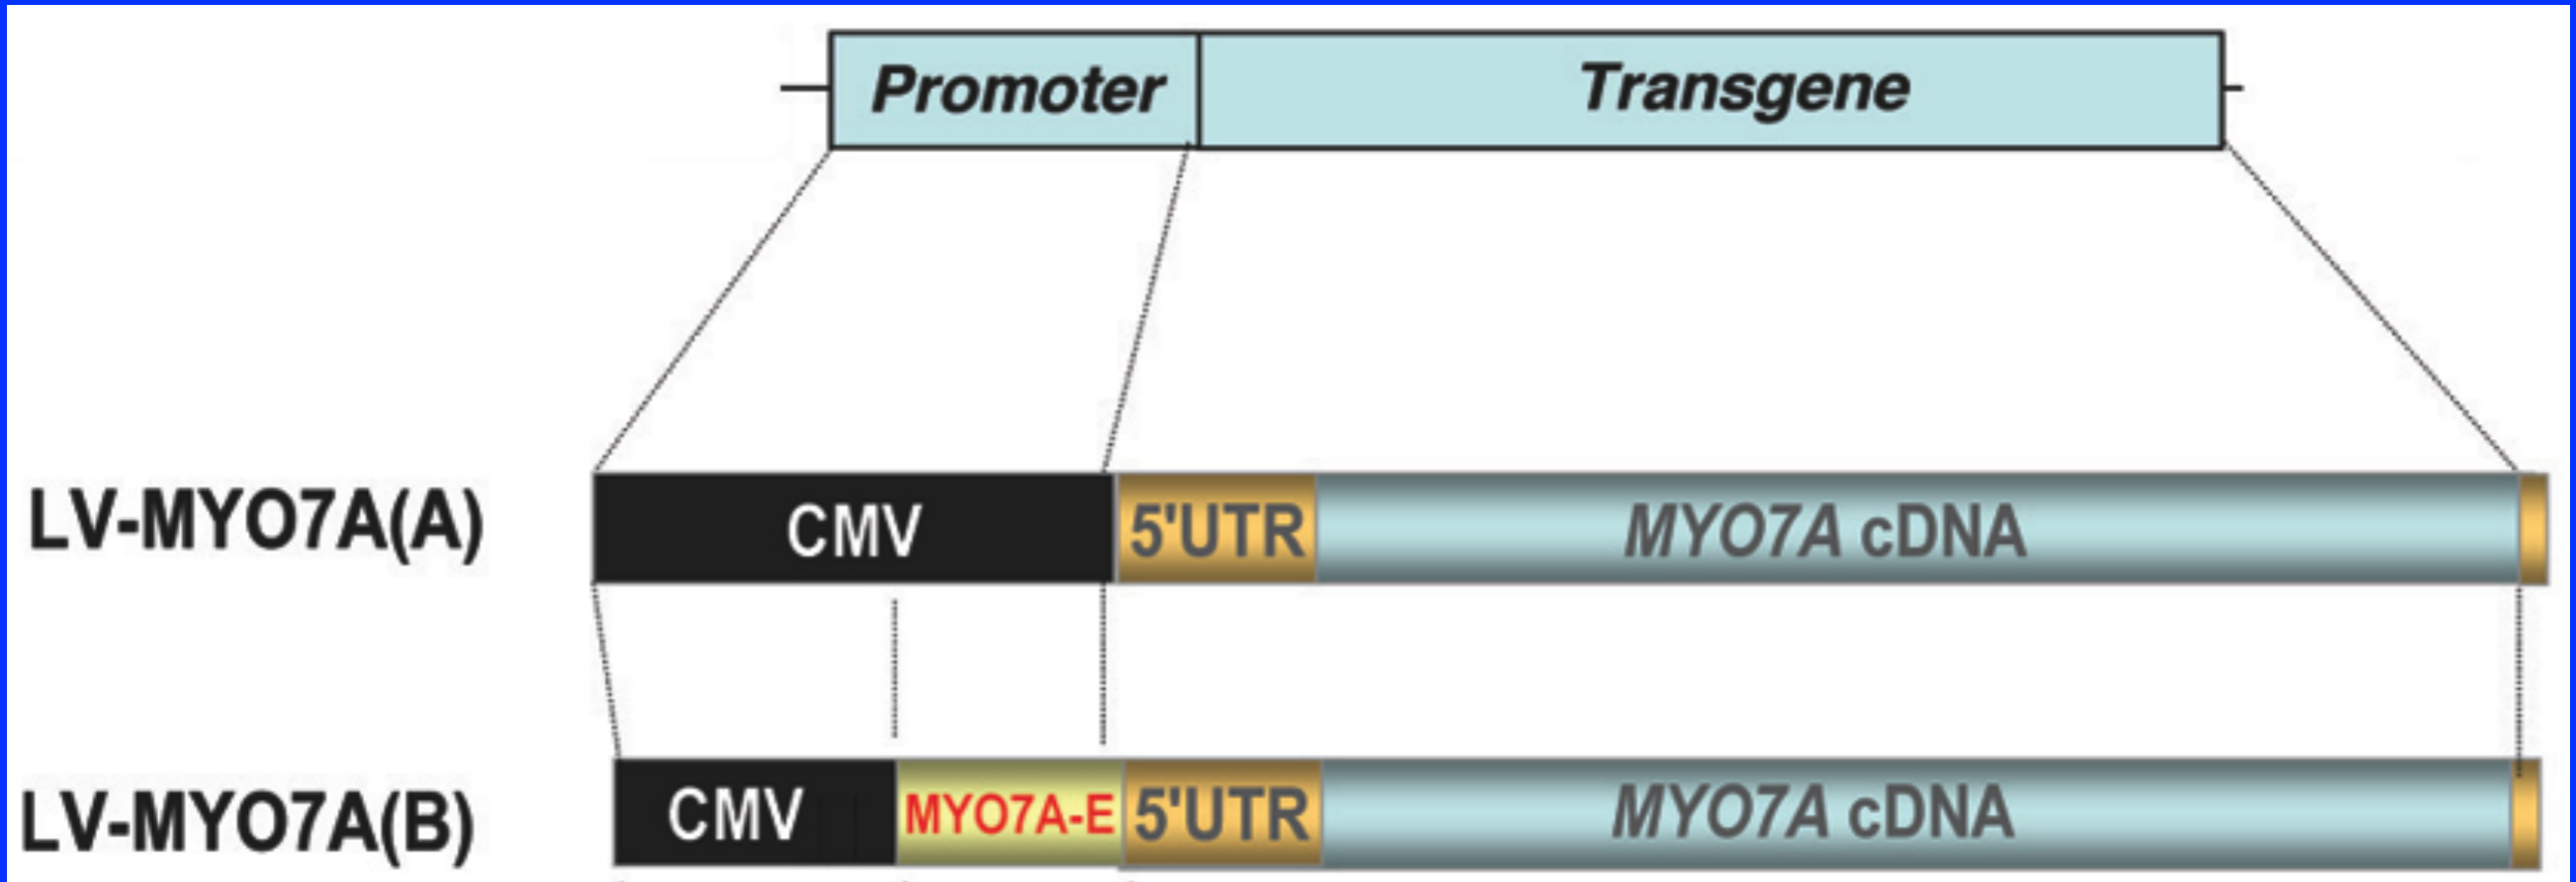 Promoter Transgene
LV-MYO7A(A) CMV 5'UTR MYO7A cDNA
LV-MYO7A(B) CMV MYO7A-E 5'UTR MYO7A cDNA